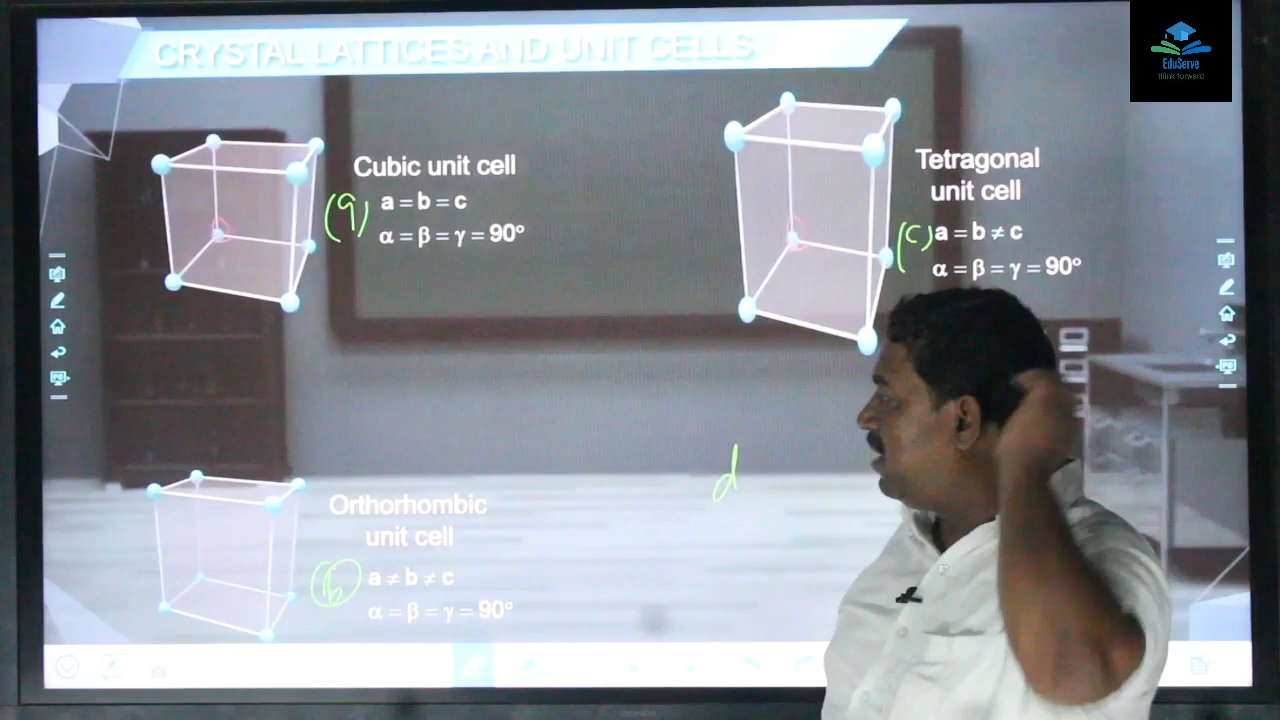 CRYSTAL LATTICES AND UNIT CELLS
EduServe
think forward
Cubic unit cell
(a) a = b = c
α = β = γ = 90°
Tetragonal
unit cell
(c) a = b ≠ c
α = β = γ = 90°
d
Orthorhombic
unit cell
(b) a ≠ b ≠ c
α = β = γ = 90°